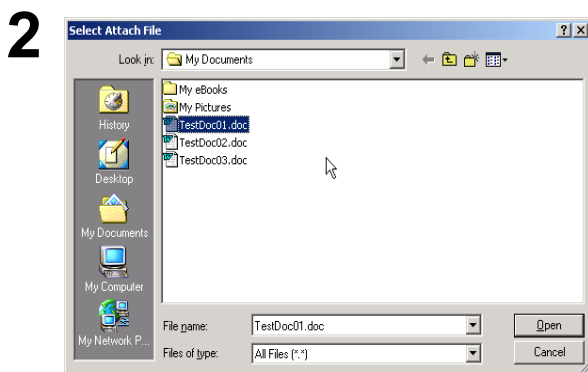 2
Select Attach File
Look in: My Documents
History
Desktop
My Documents
My Computer
My Network P...
My eBooks
My Pictures
TestDoc01.doc
TestDoc02.doc
TestDoc03.doc
File name: TestDoc01.doc Open
Files of type: All Files (*.*) Cancel